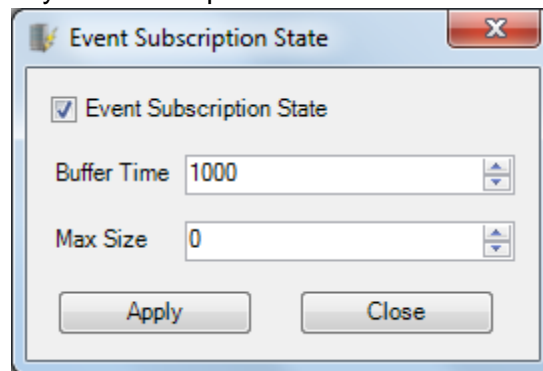 Event Subscription State
Event Subscription State
Buffer Time 1000
Max Size 0
Apply Close